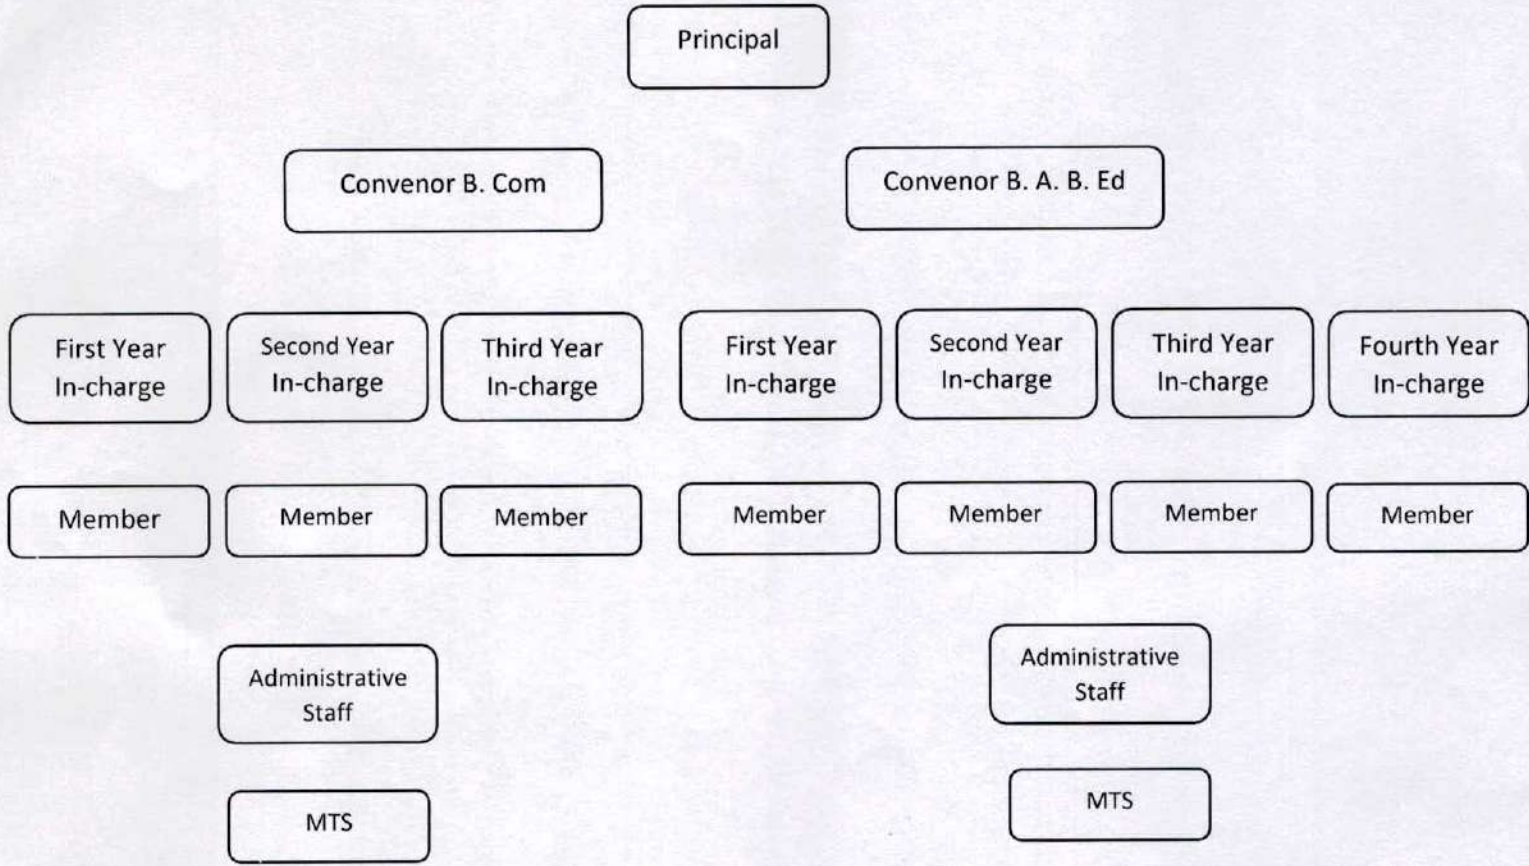 Principal
Convenor B. Com
Convenor B. A. B. Ed
First Year
In-charge
Second Year
In-charge
Third Year
In-charge
First Year
In-charge
Second Year
In-charge
Third Year
In-charge
Fourth Year
In-charge
Member
Member
Member
Member
Member
Member
Member
Administrative
Staff
Administrative
Staff
MTS
MTS